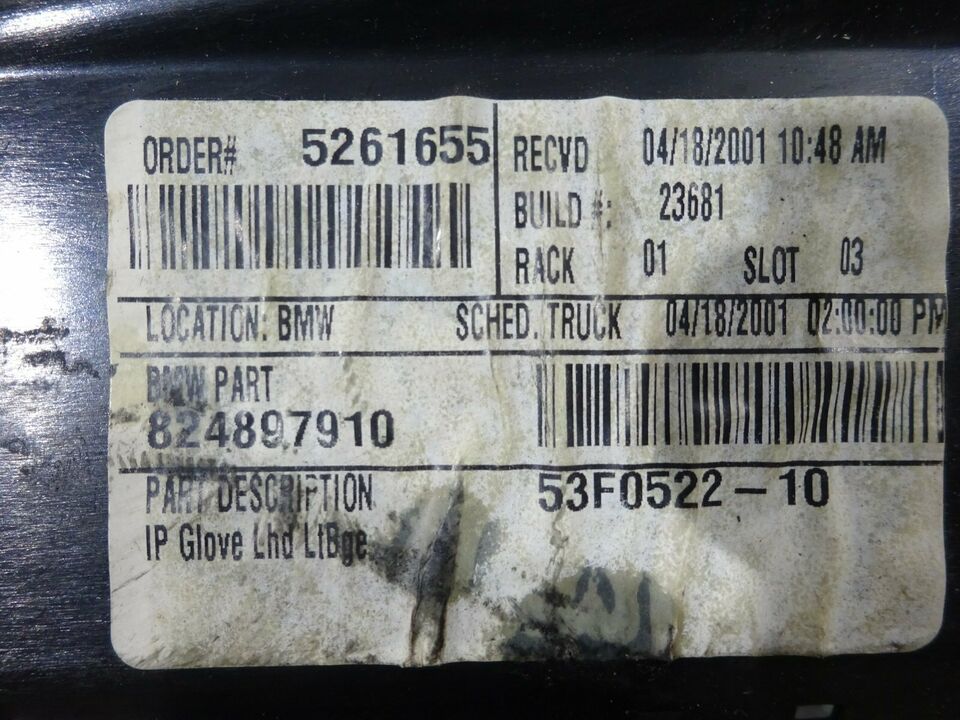 ORDER# 5261655
RECVD 04/18/2001 10:48 AM
BUILD #: 23681
RACK 01 SLOT 03
LOCATION: BMW SCHED. TRUCK 04/18/2001 02:00:00 PM
BMW PART
824897910
PART DESCRIPTION
IP Glove Lhd LtBge
53F0522-10